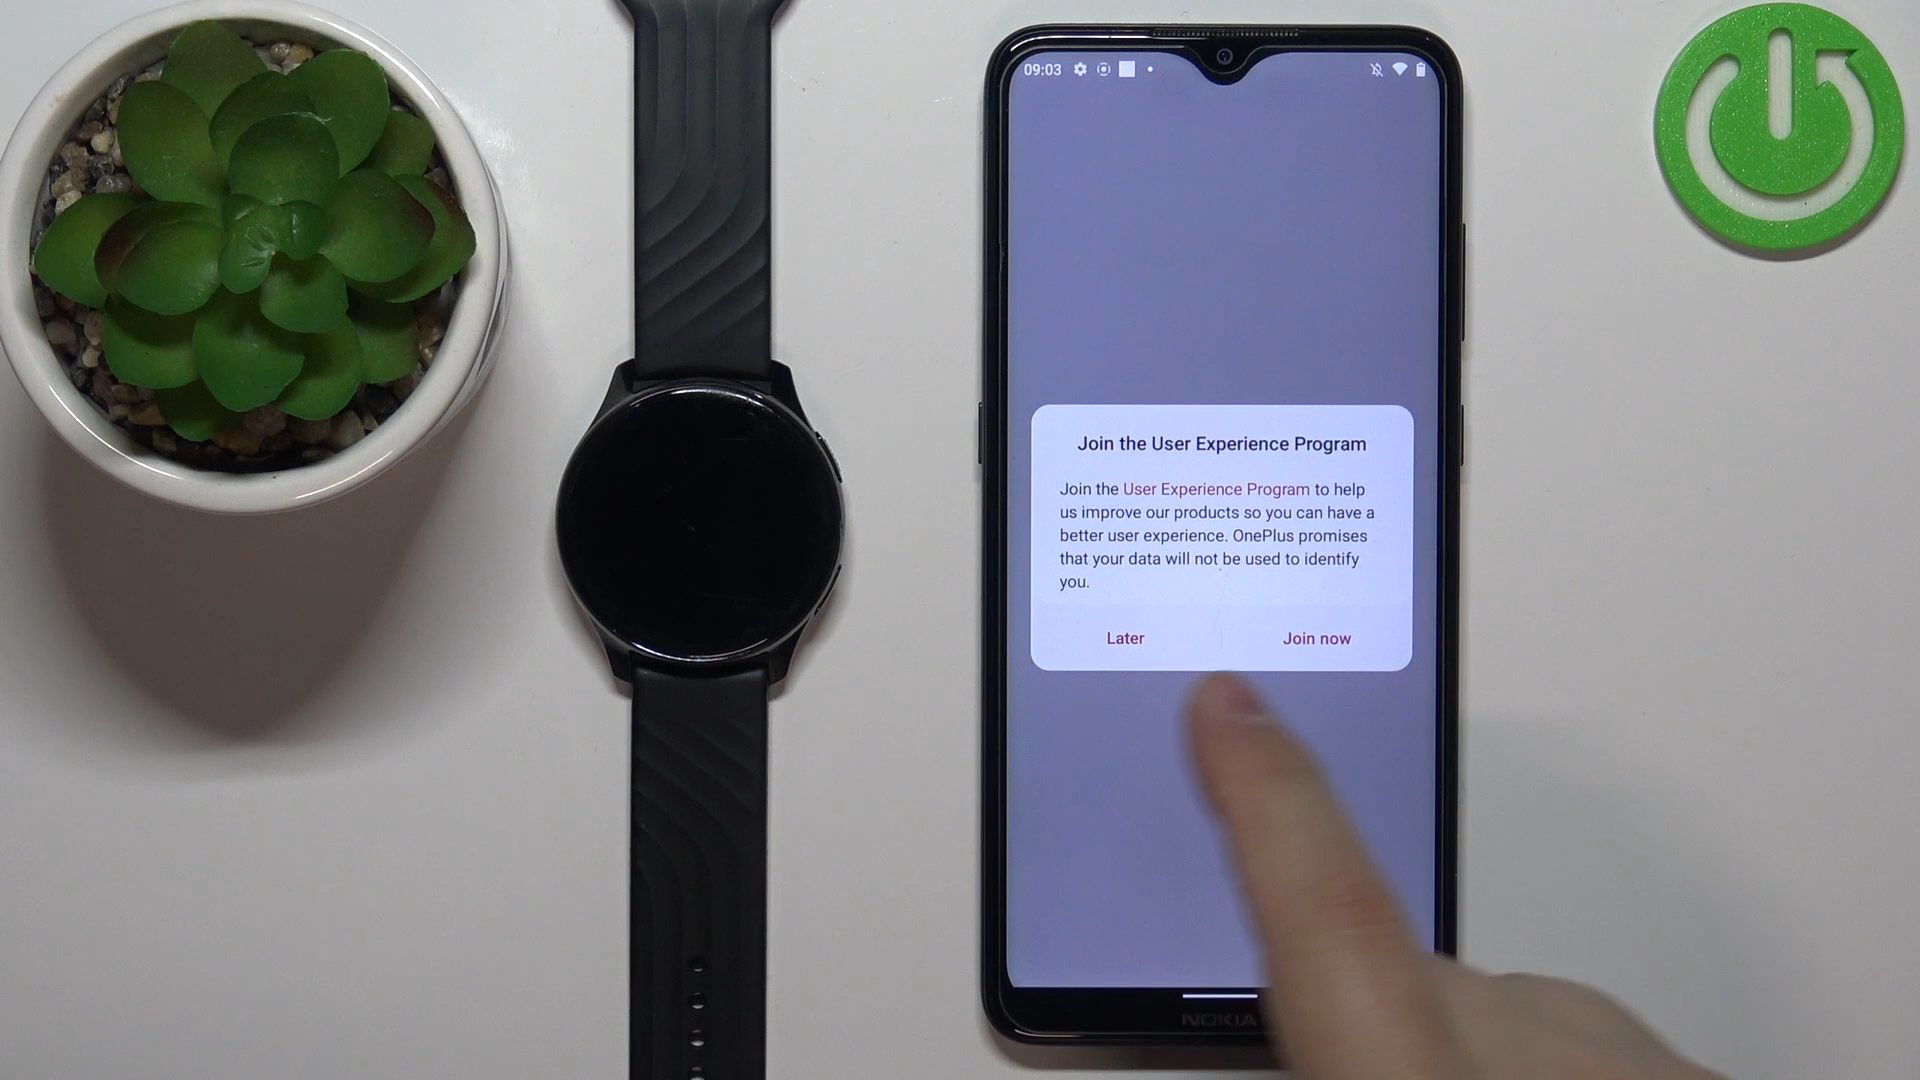 09:03
Join the User Experience Program
Join the User Experience Program to help
us improve our products so you can have a
better user experience. OnePlus promises
that your data will not be used to identify
you.
Later
Join now
NOKIA